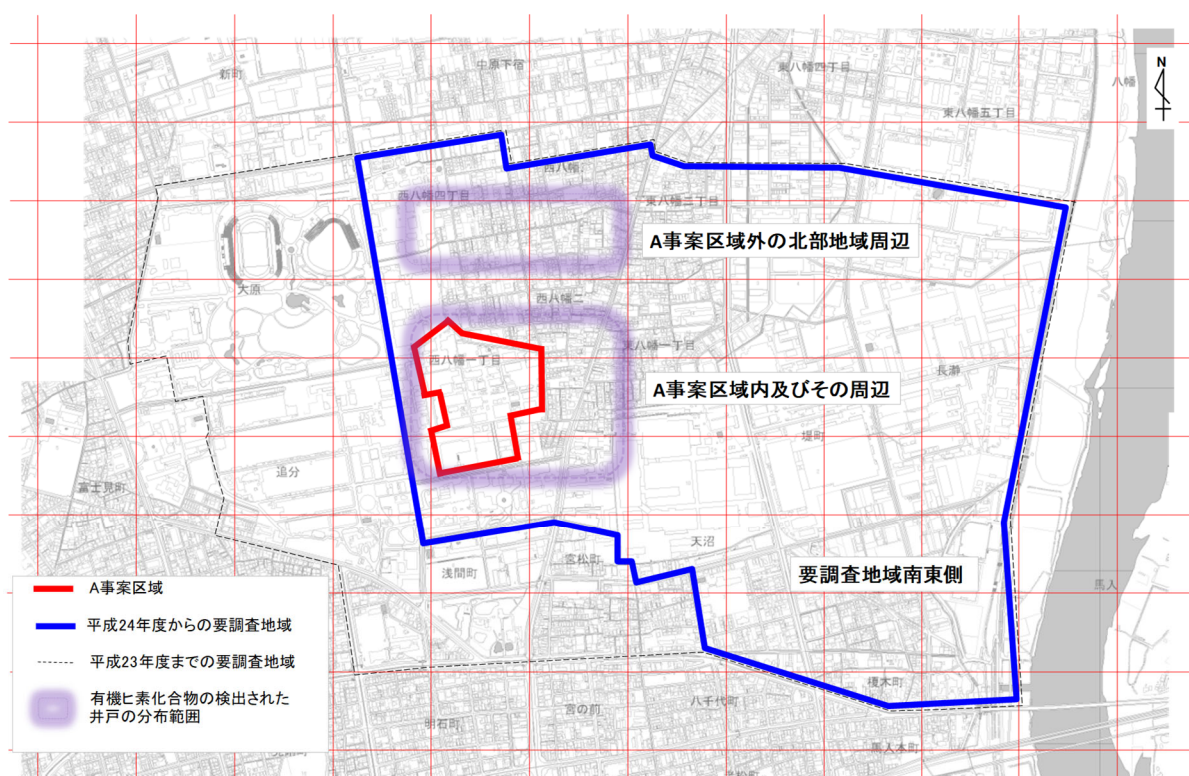 N
新町
中原下宿
東八幡四丁目
八幡
東八幡五丁目
西八幡
西八幡四丁目
東八幡二丁目
A事案区域外の北部地域周辺
大原
西八幡二
東八幡一丁目
西八幡一丁目
長瀞
A事案区域内及びその周辺
堤町
追分
富士見町
天沼
宮松町
浅間町
要調査地域南東側
馬入
A事案区域
平成24年度からの要調査地域
平成23年度までの要調査地域
有機ヒ素化合物の検出された
井戸の分布範囲
榎木町
八千代町
宮の前
明石町
馬入本町